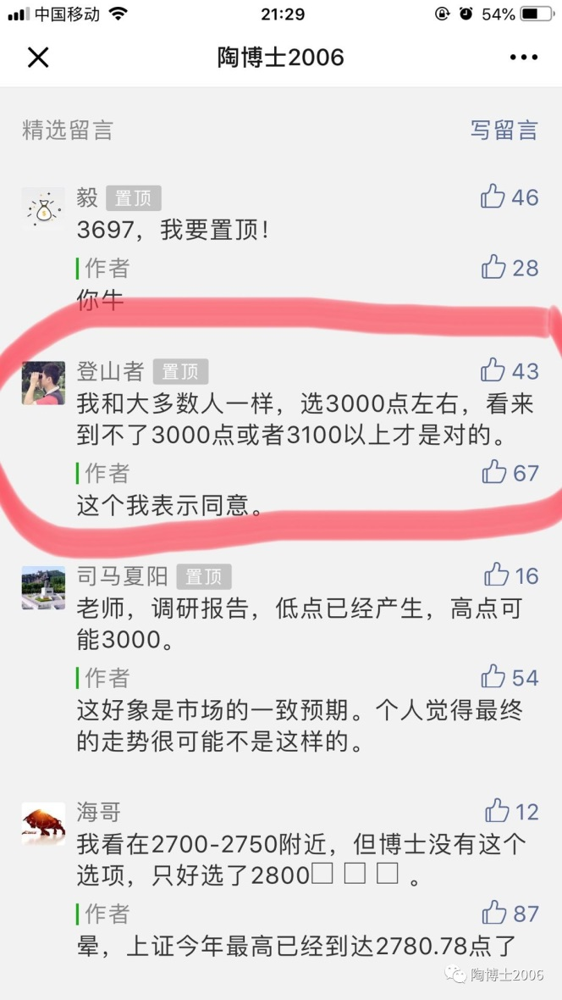 中国移动 21:29 54%
陶博士2006
精选留言 写留言
毅 置顶 46
3697，我要置顶！
作者 28
你牛
登山者 置顶 43
我和大多数人一样，选3000点左右，看来
到不了3000点或者3100以上才是对的。
作者 67
这个我表示同意。
司马夏阳 置顶 16
老师，调研报告，低点已经产生，高点可
能3000。
作者 54
这好象是市场的一致预期。个人觉得最终
的走势很可能不是这样的。
海哥 12
我看在2700-2750附近，但博士没有这个
选项，只好选了2800□ □ □ 。
作者 87
晕，上证今年最高已经到达2780.78点了
陶博士2006